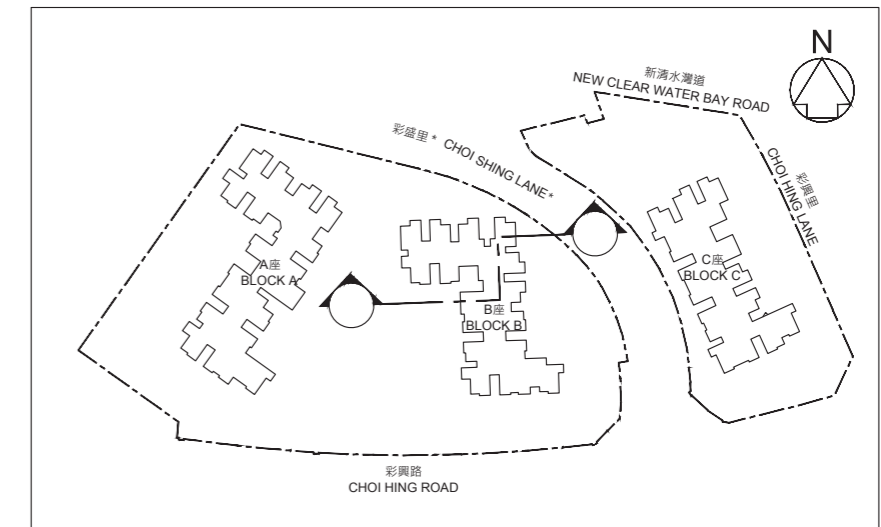 N
新清水灣道
NEW CLEAR WATER BAY ROAD
彩盛里 * CHOI SHING LANE*
彩興里
CHOI HING LANE
A座
BLOCK A
B座
BLOCK B
C座
BLOCK C
彩興路
CHOI HING ROAD